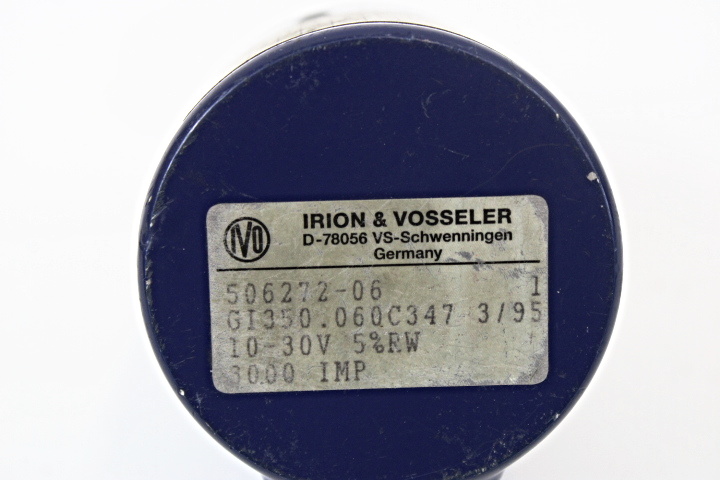 IVO
IRION & VOSSELER
D-78056 VS-Schwenningen
Germany
506272-06 1
GI350.060C347 3/95
10-30V 5%RW
3000 IMP